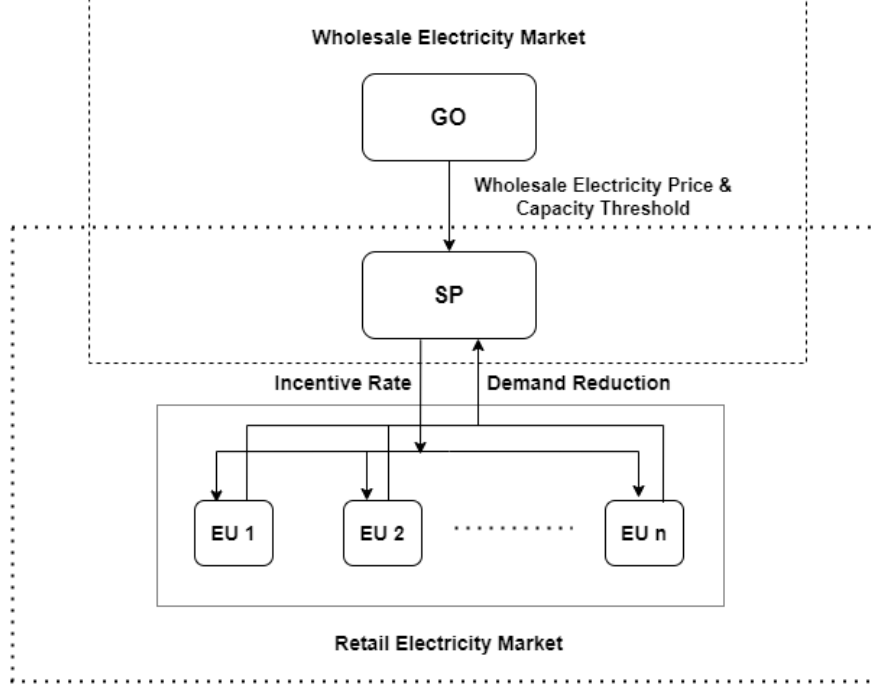 Wholesale Electricity Market
GO
Wholesale Electricity Price &
Capacity Threshold
SP
Incentive Rate
Demand Reduction
EU 1
EU 2
EU n
Retail Electricity Market